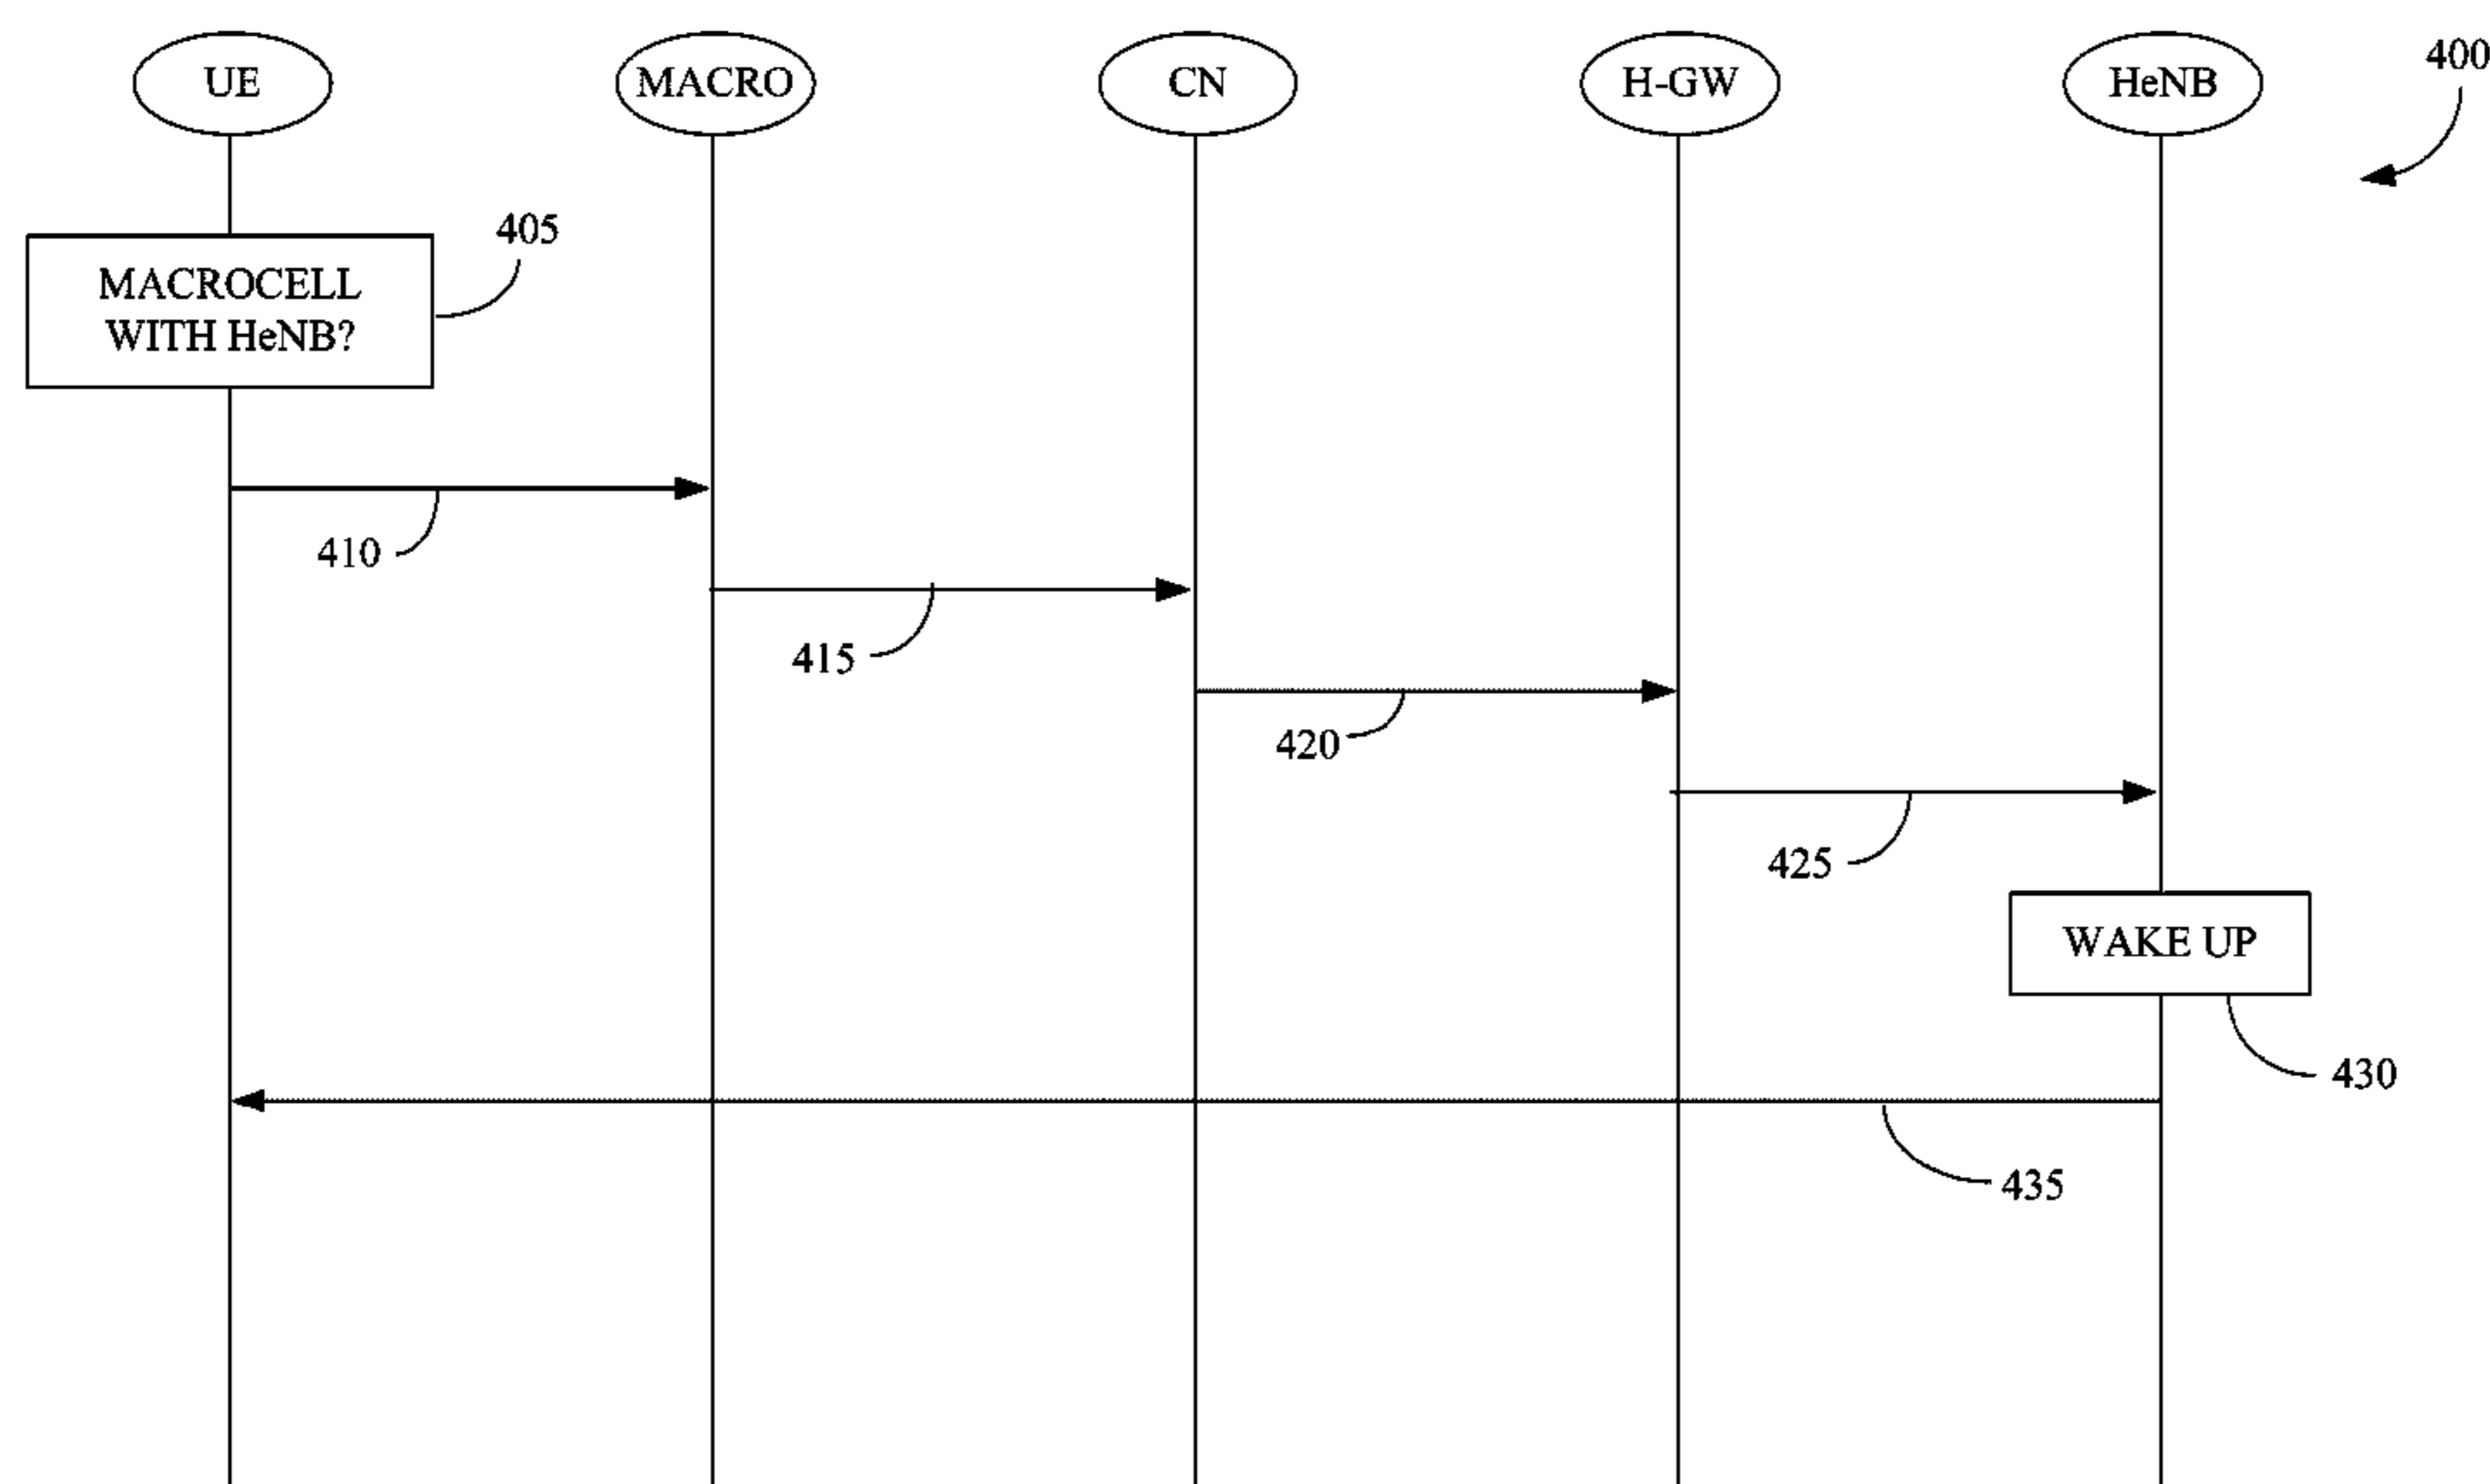 UE
MACRO
CN
H-GW
HeNB
400
405
MACROCELL
WITH HeNB?
410
415
420
425
WAKE UP
430
435